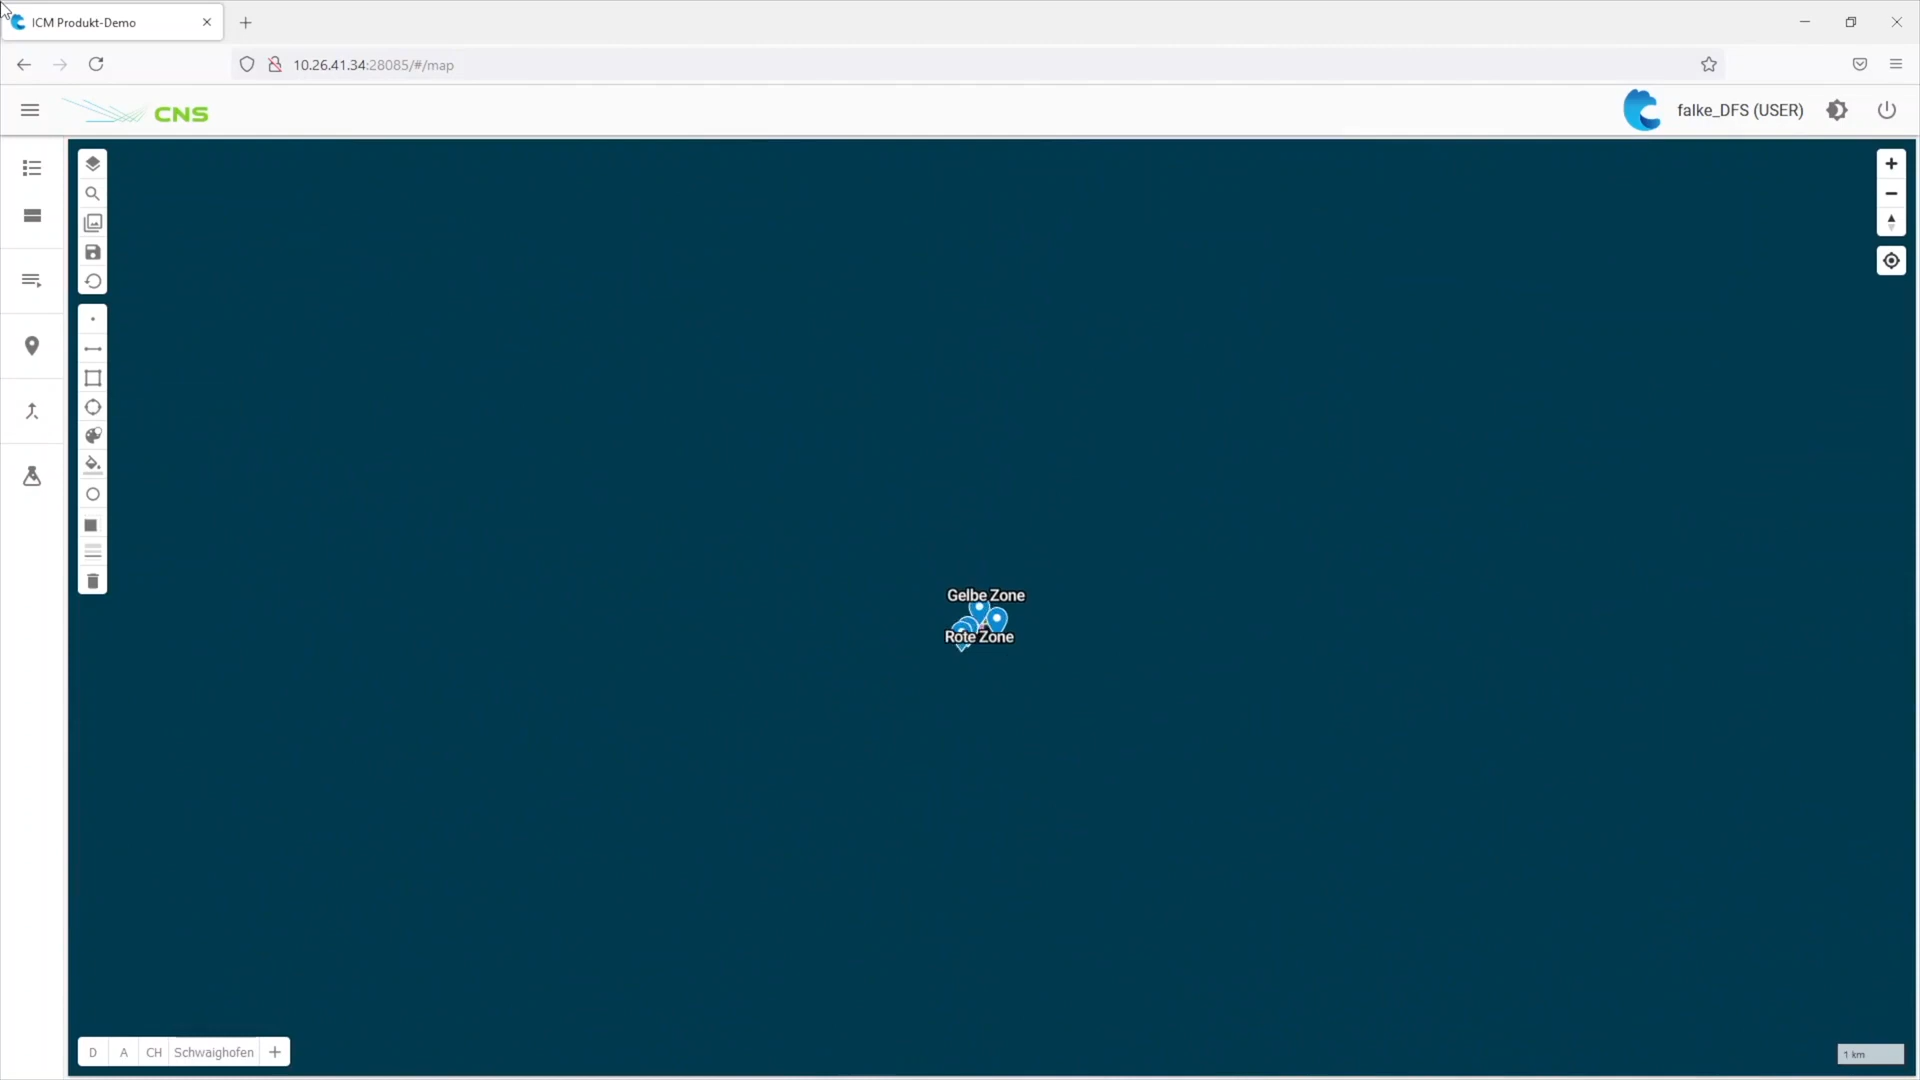 ICM Produkt-Demo
10.26.41.34:28085/#/map
CNS
falke_DFS (USER)
Gelbe Zone
Rote Zone
D A CH Schwaighofen
1 km